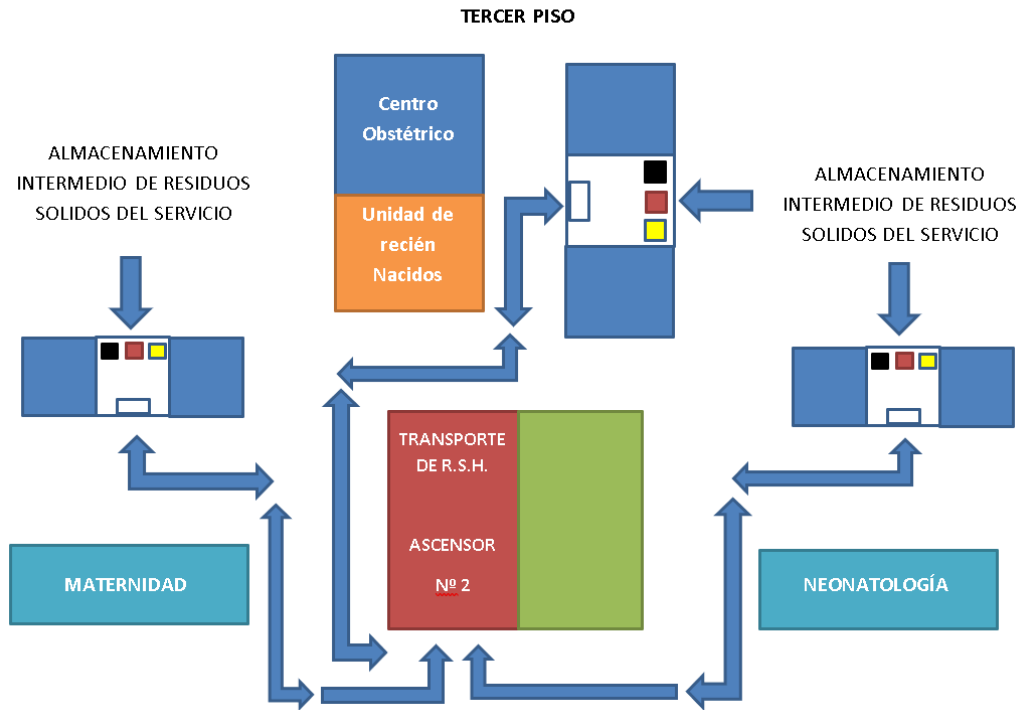 TERCER PISO
Centro
Obstétrico
Unidad de
recién
Nacidos
ALMACENAMIENTO
INTERMEDIO DE RESIDUOS
SOLIDOS DEL SERVICIO
ALMACENAMIENTO
INTERMEDIO DE RESIDUOS
SOLIDOS DEL SERVICIO
TRANSPORTE
DE R.S.H.
ASCENSOR
Nº 2
MATERNIDAD
NEONATOLOGÍA